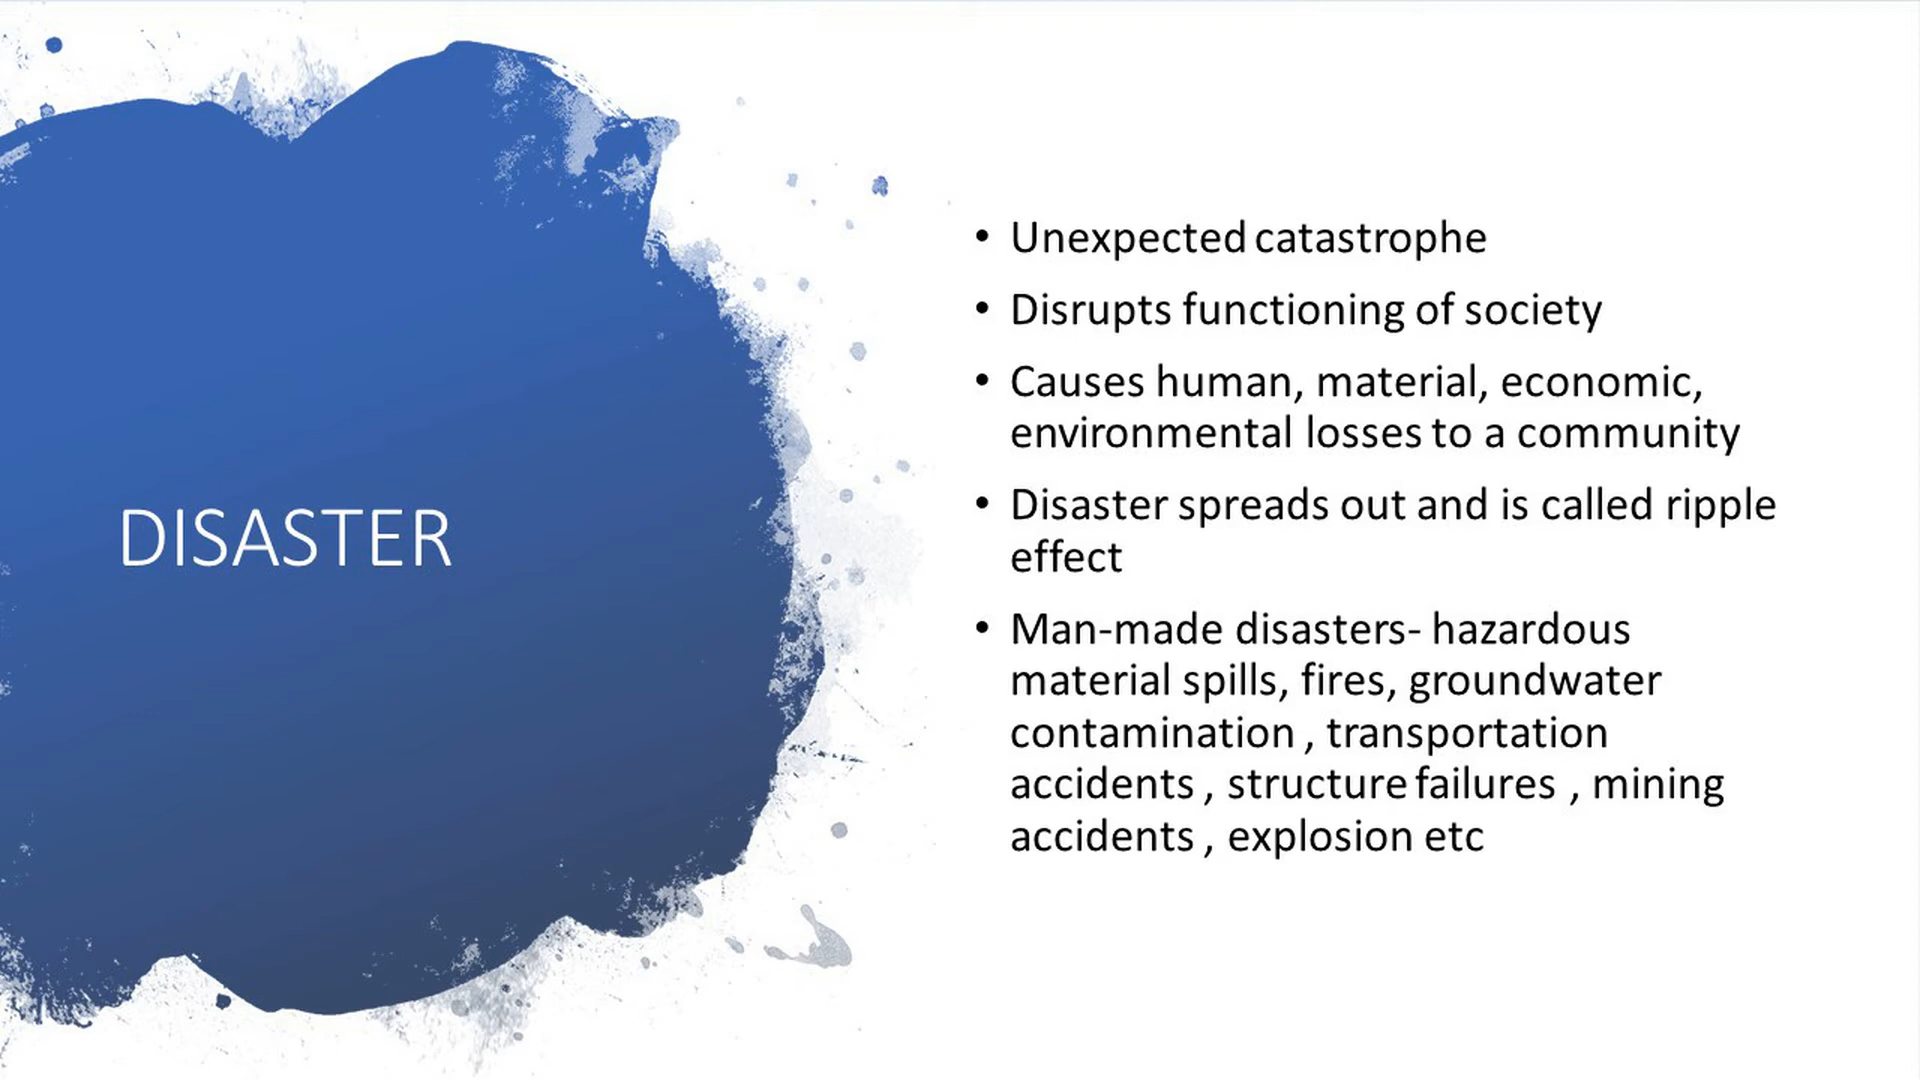 DISASTER
• Unexpected catastrophe
• Disrupts functioning of society
• Causes human, material, economic,
environmental losses to a community
• Disaster spreads out and is called ripple
effect
• Man-made disasters- hazardous
material spills, fires, groundwater
contamination , transportation
accidents , structure failures , mining
accidents , explosion etc